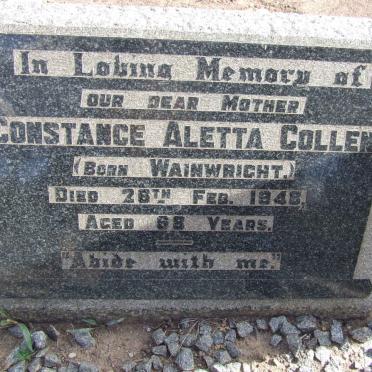 In Loving Memory of
OUR DEAR MOTHER
CONSTANCE ALETTA COLLEN
(BORN WAINWRIGHT.)
DIED 26TH FEB. 1948,
AGED 68 YEARS.
"Abide with me."